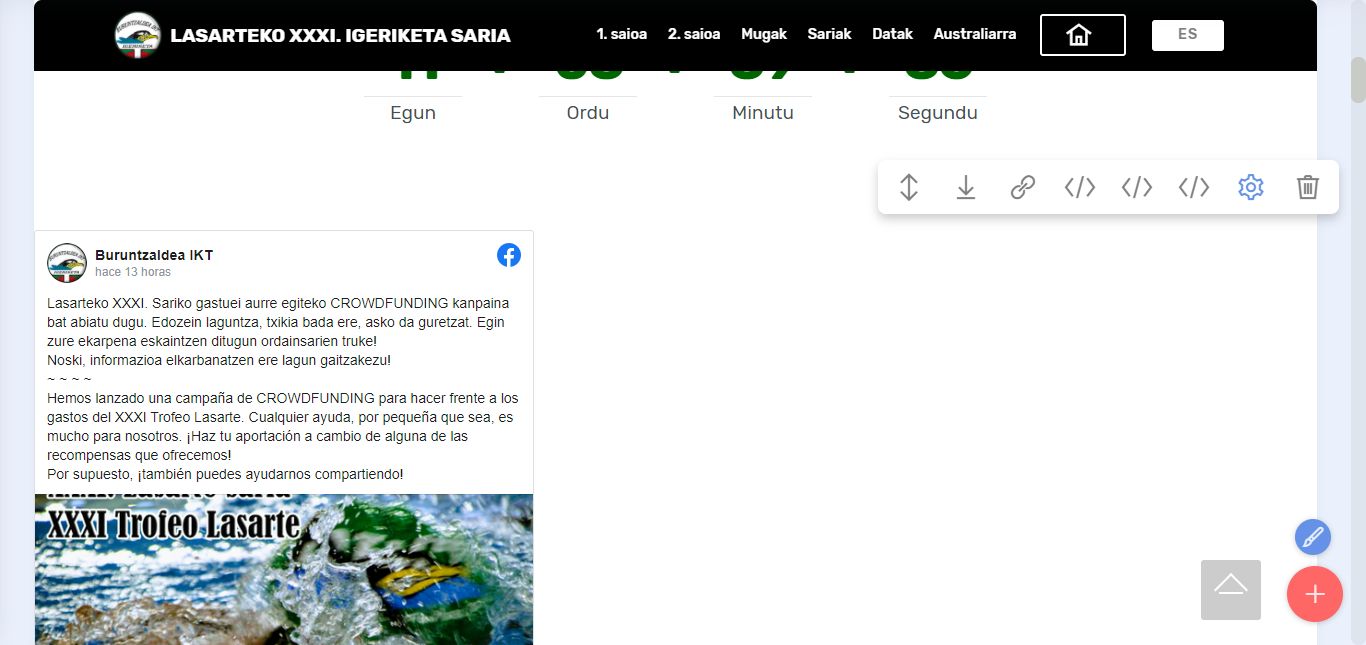 LASARTEKO XXXI. IGERIKETA SARIA
1. saioa 2. saioa Mugak Sariak Datak Australiarra
ES
Egun Ordu Minutu Segundu
Buruntzaldea IKT
hace 13 horas
Lasarteko XXXI. Sariko gastuei aurre egiteko CROWDFUNDING kanpaina
bat abiatu dugu. Edozein laguntza, txikia bada ere, asko da guretzat. Egin
zure ekarpena eskaintzen ditugun ordainsarien truke!
Noski, informazioa elkarbanatzen ere lagun gaitzakezu!
~ ~ ~ ~
Hemos lanzado una campaña de CROWDFUNDING para hacer frente a los
gastos del XXXI Trofeo Lasarte. Cualquier ayuda, por pequeña que sea, es
mucho para nosotros. ¡Haz tu aportación a cambio de alguna de las
recompensas que ofrecemos!
Por supuesto, ¡también puedes ayudarnos compartiendo!
XXXI Trofeo Lasarte